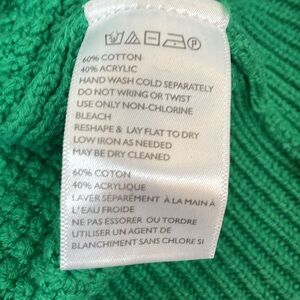 60% COTTON
40% ACRYLIC
HAND WASH COLD SEPARATELY
DO NOT WRING OR TWIST
USE ONLY NON-CHLORINE
BLEACH
RESHAPE & LAY FLAT TO DRY
LOW IRON AS NEEDED
MAY BE DRY CLEANED
60% COTON
40% ACRYLIQUE
LAVER SÉPARÉMENT À LA MAIN À
L'EAU FROIDE
NE PAS ESSORER OU TORDRE
UTILISER UN AGENT DE
BLANCHIMENT SANS CHLORE SI